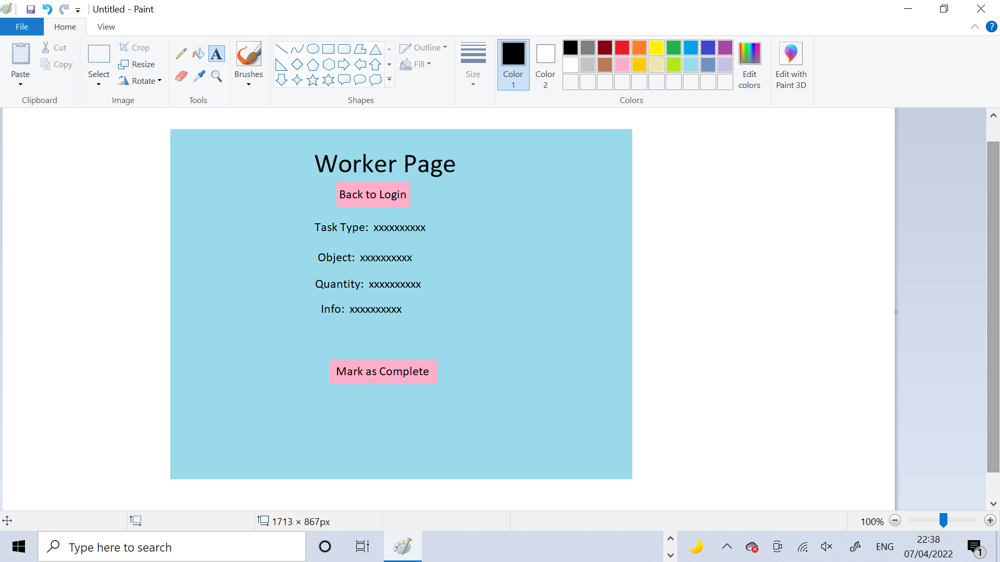 Untitled - Paint
File Home View
Paste Cut Copy Select Crop Resize Rotate Brushes Outline Fill Size Color 1 Color 2 Edit colors Edit with Paint 3D
Clipboard Image Tools Shapes Colors
Worker Page
Back to Login
Task Type: xxxxxxxxxx
Object: xxxxxxxxxx
Quantity: xxxxxxxxxx
Info: xxxxxxxxxx
Mark as Complete
1713 × 867px 100%
Type here to search ENG 22:38
07/04/2022 1